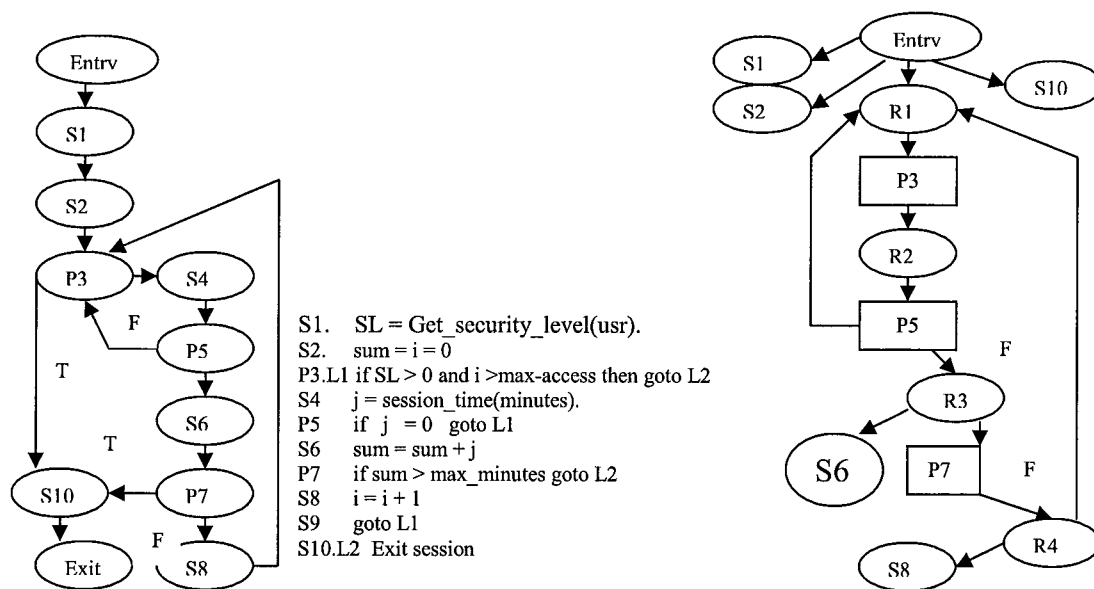 Entrv
S1
S2
P3
S4
F
P5
T
S6
T
S10
P7
F
Exit
S8
S1. SL = Get_security_level(usr).
S2. sum = i = 0
P3.L1 if SL > 0 and i >max-access then goto L2
S4 j = session_time(minutes).
P5 if j = 0 goto L1
S6 sum = sum + j
P7 if sum > max_minutes goto L2
S8 i = i + 1
S9 goto L1
S10.L2 Exit session
Entrv
S1
S10
S2
R1
P3
R2
P5
F
R3
S6
P7
F
R4
S8